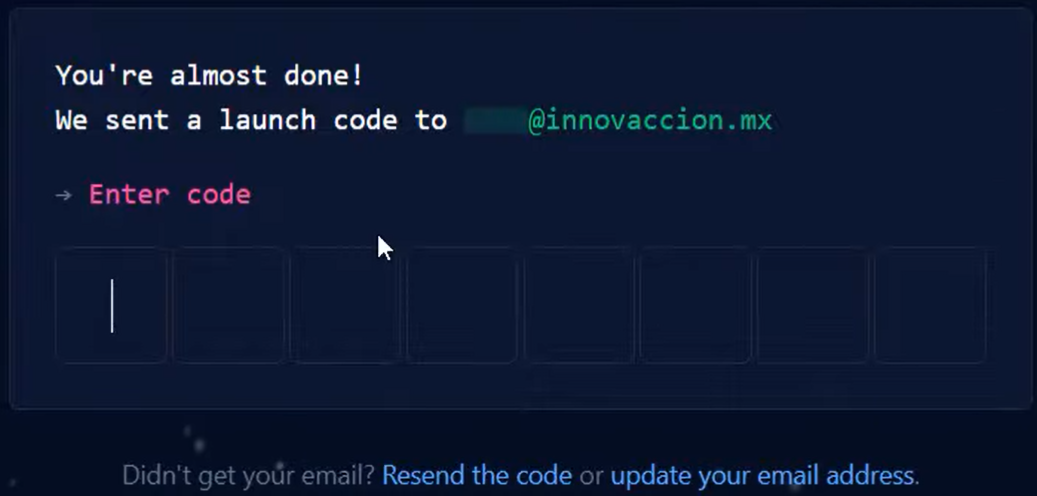 You're almost done!
We sent a launch code to @innovaccion.mx
→ Enter code
Didn't get your email? Resend the code or update your email address.